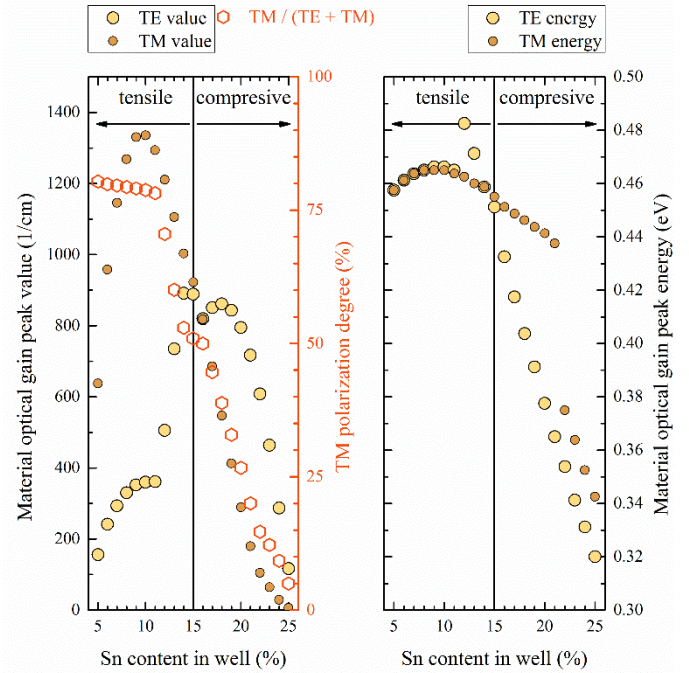 TE value
TM value
TM / (TE + TM)
TE energy
TM energy
tensile
compresive
tensile
compresive
1400
1200
1000
800
600
400
200
0
Material optical gain peak value (1/cm)
100
75
50
25
0
TM polarization degree (%)
5 10 15 20 25
Sn content in well (%)
0.50
0.48
0.46
0.44
0.42
0.40
0.38
0.36
0.34
0.32
0.30
Material optical gain peak energy (eV)
5 10 15 20 25
Sn content in well (%)